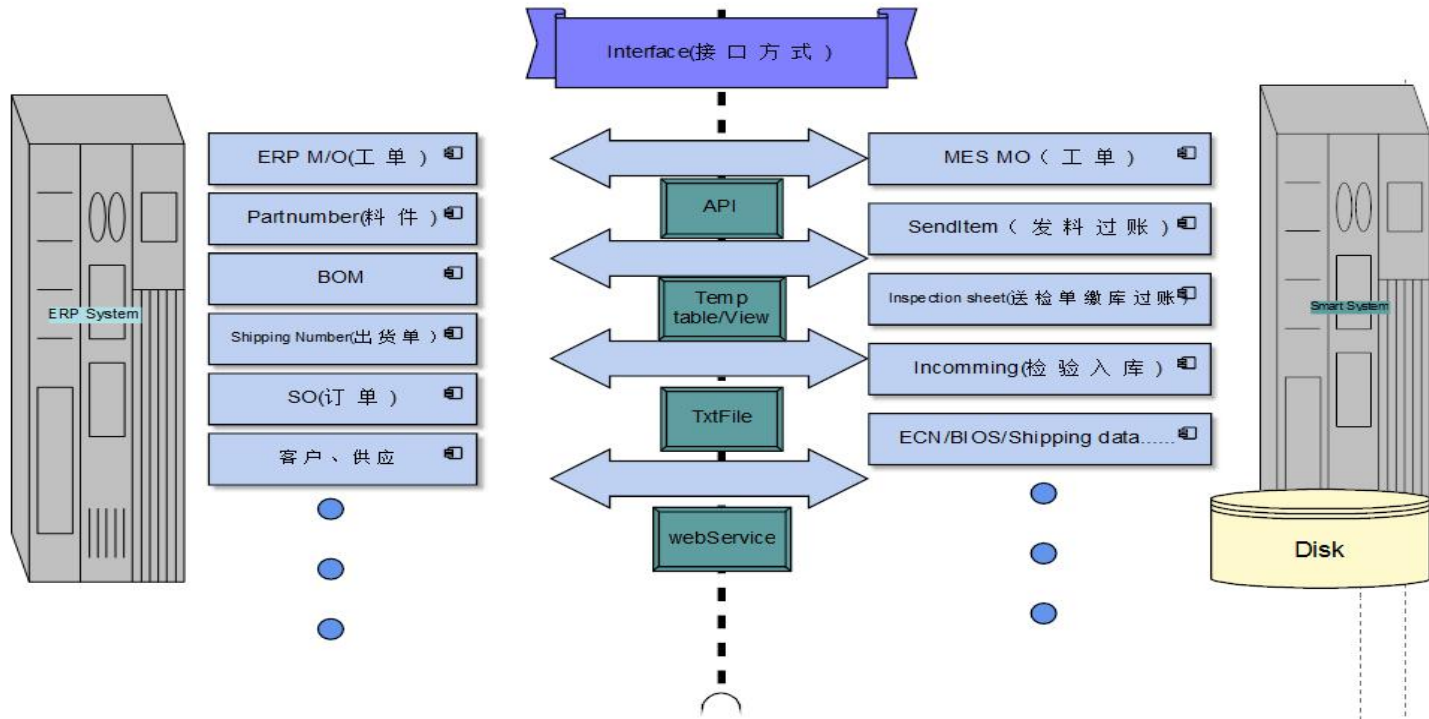 Interface(接口方式)
ERP M/O(工单)
Partnumber(料件)
BOM
Shipping Number(出货单)
SO(订单)
客户、供应
ERP System
API
Temp
table/View
TxtFile
webService
MES MO(工单)
SendItem(发料过账)
Inspection sheet(送检单缴库过账)
Incomming(检验入库)
ECN/BIOS/Shipping data......
Smart System
Disk